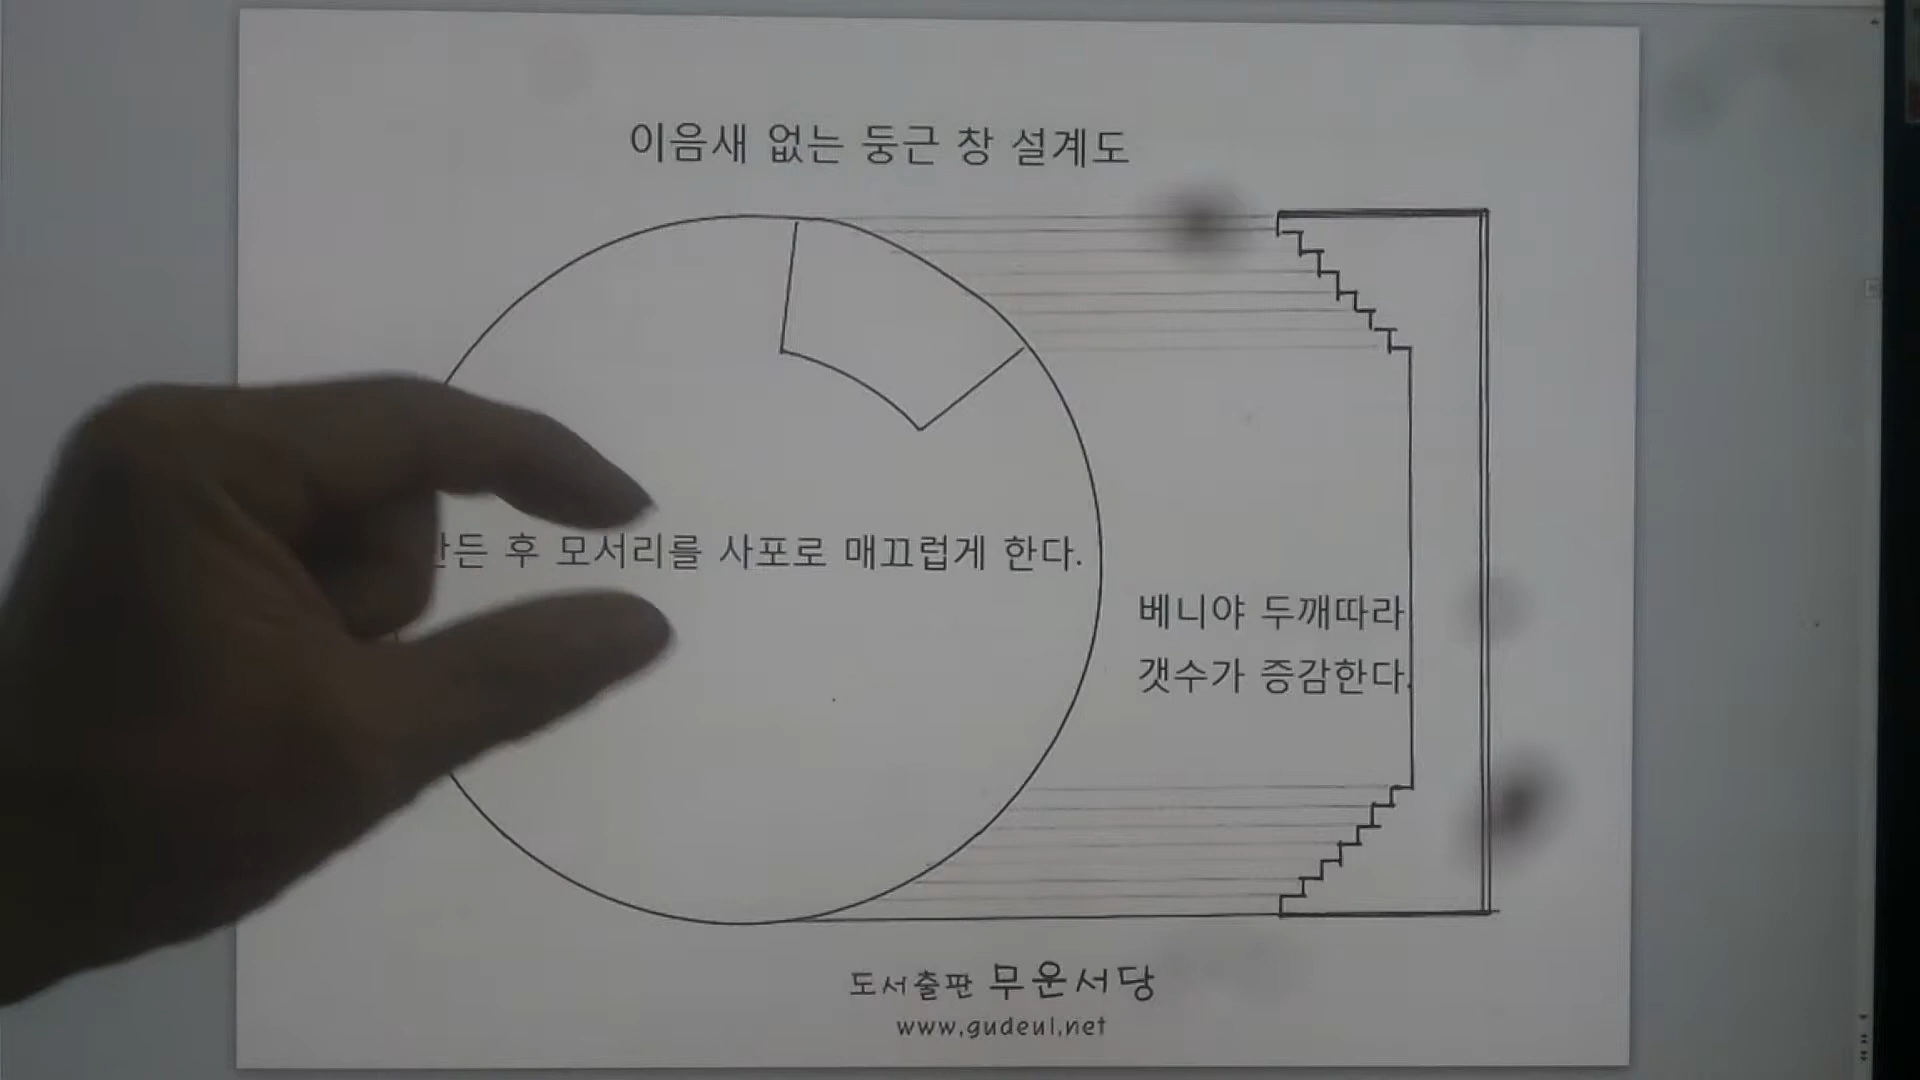 이음새 없는 둥근 창 설계도
든 후 모서리를 사포로 매끄럽게 한다.
베니야 두깨따라
갯수가 증감한다.
도서출판 무운서당
www.gudeul.net